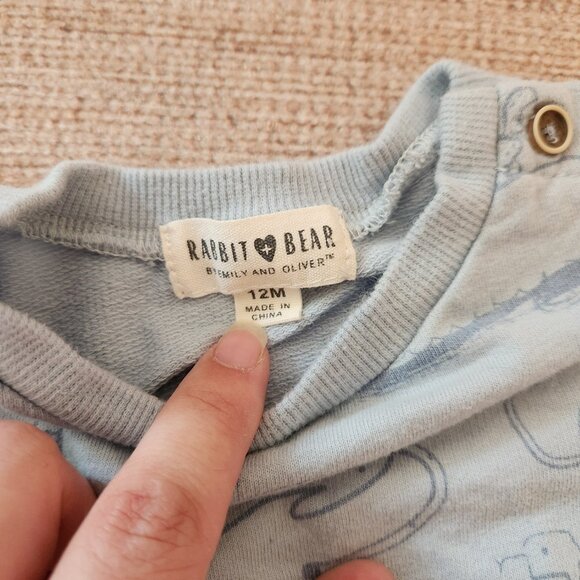 RABBIT BEAR
BY EMILY AND OLIVER™
12M
MADE IN
CHINA